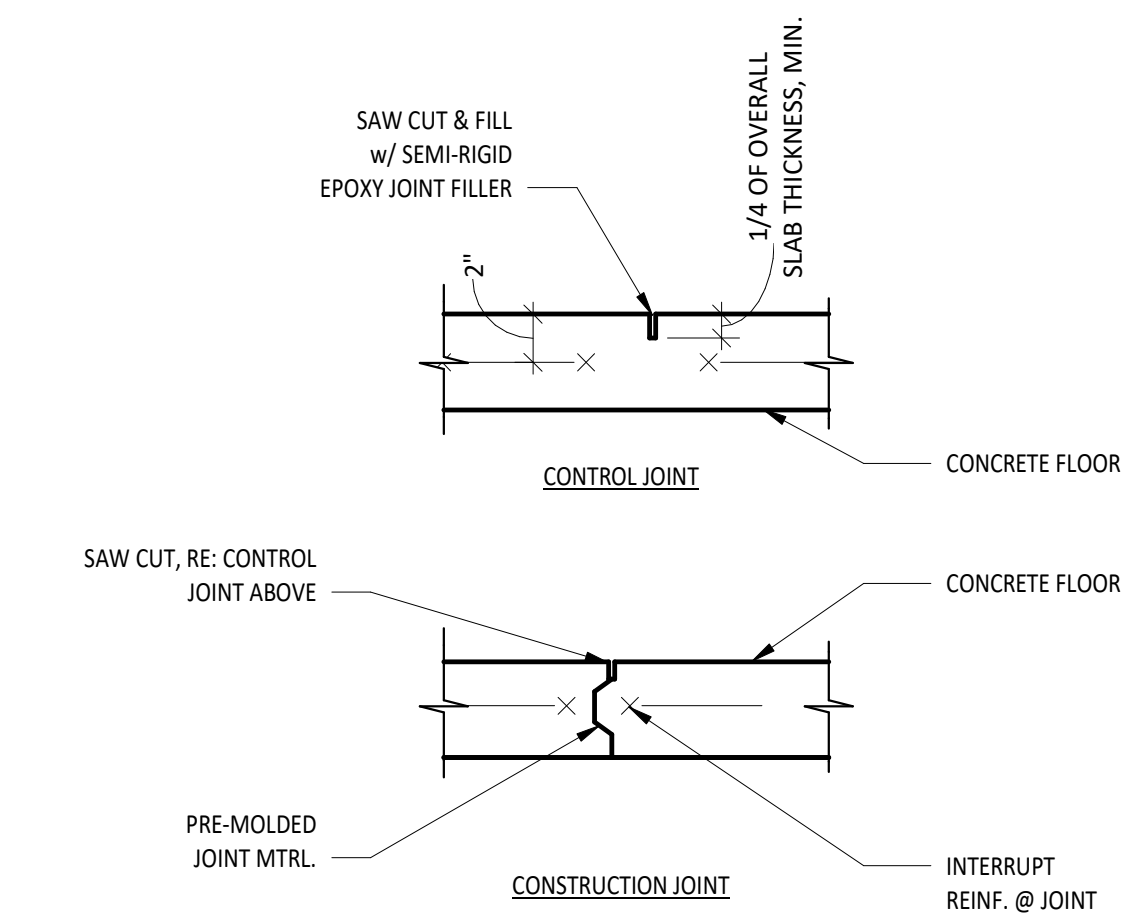 1/4 OF OVERALL
SLAB THICKNESS, MIN.
SAW CUT & FILL
w/ SEMI-RIGID
EPOXY JOINT FILLER
2"
CONCRETE FLOOR
CONTROL JOINT
SAW CUT, RE: CONTROL
JOINT ABOVE
CONCRETE FLOOR
PRE-MOLDED
JOINT MTRL.
INTERRUPT
REINF. @ JOINT
CONSTRUCTION JOINT